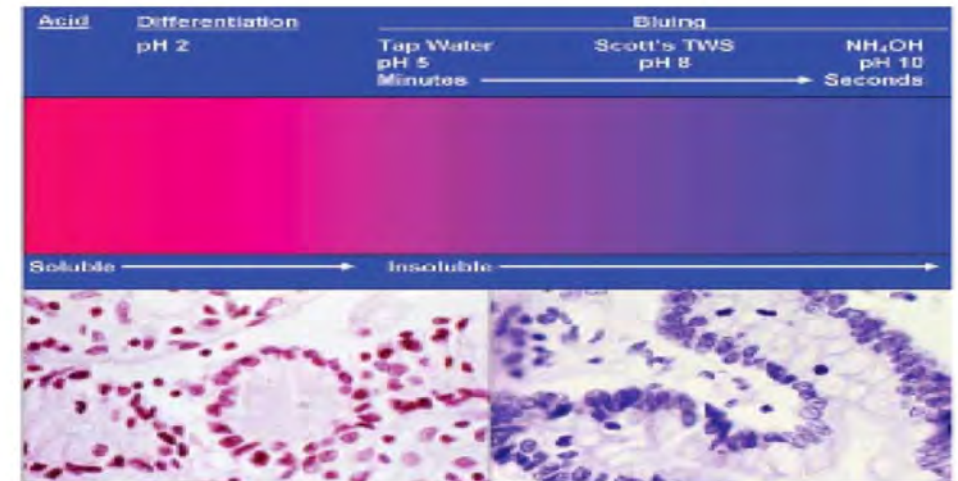 Acid Differentiation Bluing
pH 2
Tap Water Scott's TWS NH₄OH
pH 5 pH 8 pH 10
Minutes Seconds
Soluble Insoluble